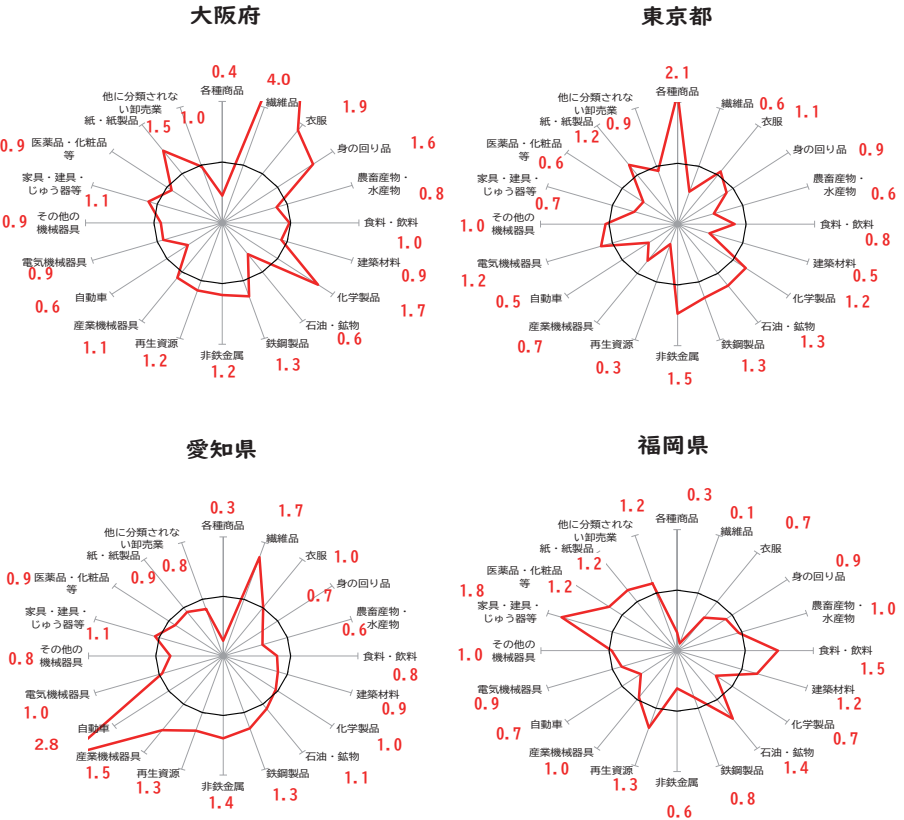 大阪府
0.4
各種商品
4.0
繊維品
1.9
衣服
1.6
身の回り品
農畜産物・
水産物
0.8
食料・飲料
1.0
建築材料
0.9
化学製品
1.7
石油・鉱物
0.6
鉄鋼製品
1.3
非鉄金属
1.2
再生資源
1.2
産業機械器具
1.1
自動車
0.6
電気機械器具
0.9
その他の
機械器具
0.9
家具・建具・
じゅう器等
1.1
医薬品・化粧品
等
0.9
紙・紙製品
1.5
他に分類されな
い卸売業
1.0
東京都
2.1
各種商品
繊維品
0.6
衣服
1.1
身の回り品
0.9
農畜産物・
水産物
0.6
食料・飲料
0.8
建築材料
0.5
化学製品
1.2
石油・鉱物
1.3
鉄鋼製品
1.3
非鉄金属
1.5
再生資源
0.3
産業機械器具
0.7
自動車
0.5
電気機械器具
1.2
その他の
機械器具
1.0
家具・建具・
じゅう器等
0.7
医薬品・化粧品
等
0.6
紙・紙製品
1.2
他に分類されな
い卸売業
0.9
愛知県
0.3
各種商品
1.7
繊維品
衣服
1.0
身の回り品
0.7
農畜産物・
水産物
0.6
食料・飲料
0.8
建築材料
0.9
化学製品
1.0
石油・鉱物
1.1
鉄鋼製品
1.3
非鉄金属
1.4
再生資源
1.3
産業機械器具
1.5
自動車
2.8
電気機械器具
1.0
その他の
機械器具
0.8
家具・建具・
じゅう器等
1.1
医薬品・化粧品
等
0.9
紙・紙製品
0.9
他に分類されな
い卸売業
0.8
福岡県
0.3
各種商品
0.1
繊維品
0.7
衣服
0.9
身の回り品
農畜産物・
水産物
1.0
食料・飲料
1.5
建築材料
1.2
化学製品
0.7
石油・鉱物
1.4
鉄鋼製品
0.8
非鉄金属
0.6
再生資源
1.3
産業機械器具
1.0
自動車
0.7
電気機械器具
0.9
その他の
機械器具
1.0
家具・建具・
じゅう器等
1.8
医薬品・化粧品
等
1.2
紙・紙製品
1.2
他に分類されな
い卸売業
1.2